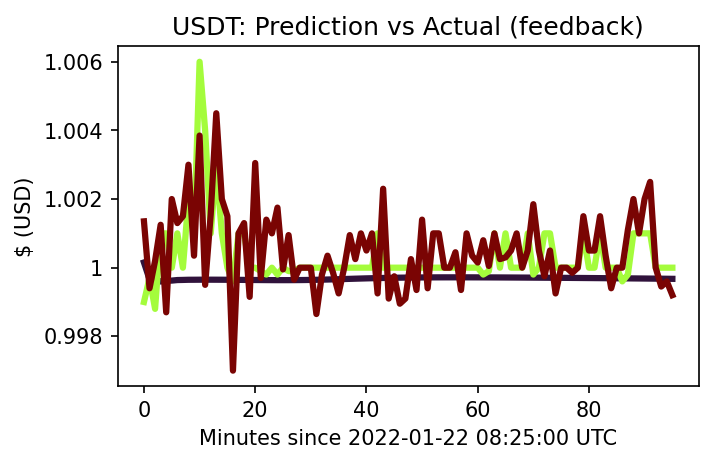 USDT: Prediction vs Actual (feedback)
1.006
1.004
1.002
1
0.998
$ (USD)
0 20 40 60 80
Minutes since 2022-01-22 08:25:00 UTC